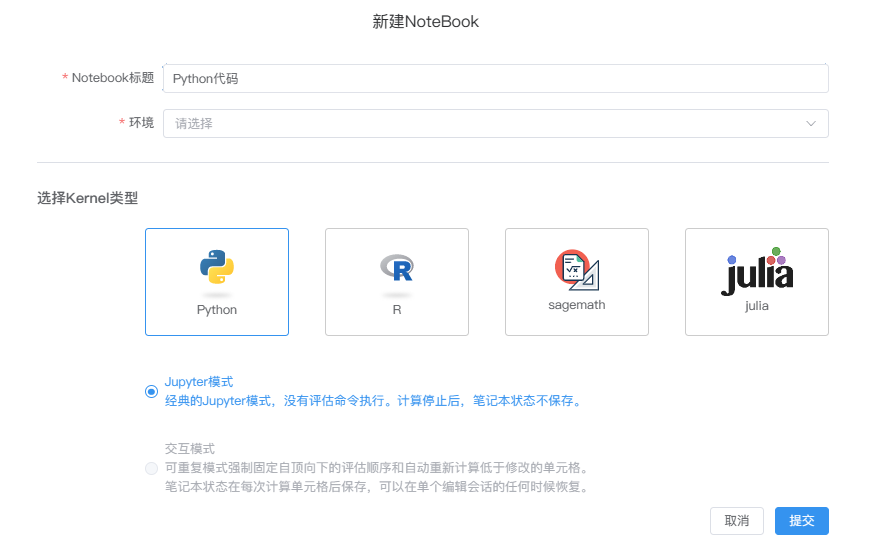 新建NoteBook
* Notebook标题 Python代码
* 环境 请选择
选择Kernel类型
Python R sagemath julia julia
Jupyter模式
经典的Jupyter模式，没有评估命令执行。计算停止后，笔记本状态不保存。
交互模式
可重复模式强制固定自顶向下的评估顺序和自动重新计算低于修改的单元格。
笔记本状态在每次计算单元格后保存，可以在单个编辑会话的任何时候恢复。
取消 提交